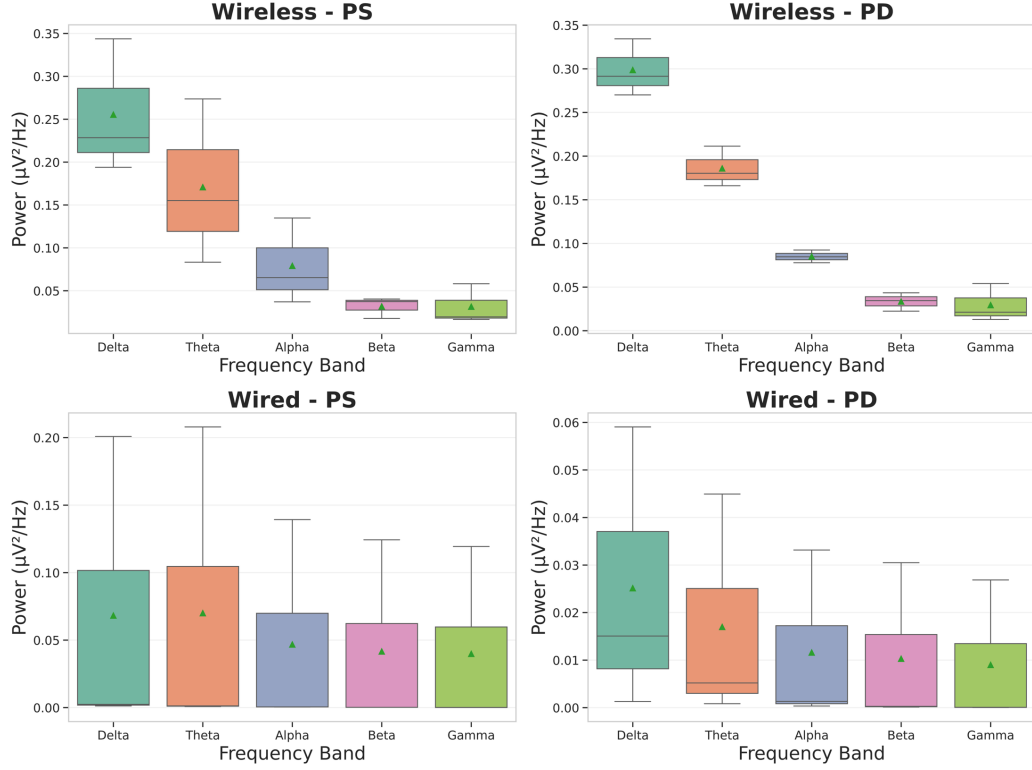 Wireless - PS
Power (µV²/Hz)
0.35
0.30
0.25
0.20
0.15
0.10
0.05
Delta Theta Alpha Beta Gamma
Frequency Band
Wireless - PD
Power (µV²/Hz)
0.35
0.30
0.25
0.20
0.15
0.10
0.05
0.00
Delta Theta Alpha Beta Gamma
Frequency Band
Wired - PS
Power (µV²/Hz)
0.20
0.15
0.10
0.05
0.00
Delta Theta Alpha Beta Gamma
Frequency Band
Wired - PD
Power (µV²/Hz)
0.06
0.05
0.04
0.03
0.02
0.01
0.00
Delta Theta Alpha Beta Gamma
Frequency Band